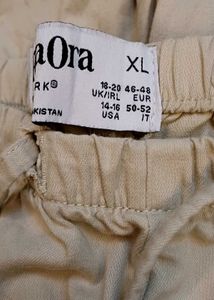 aOra
XL
RK®
18-20 46-48
UK/IRL EUR
KISTAN
14-16 50-52
USA IT